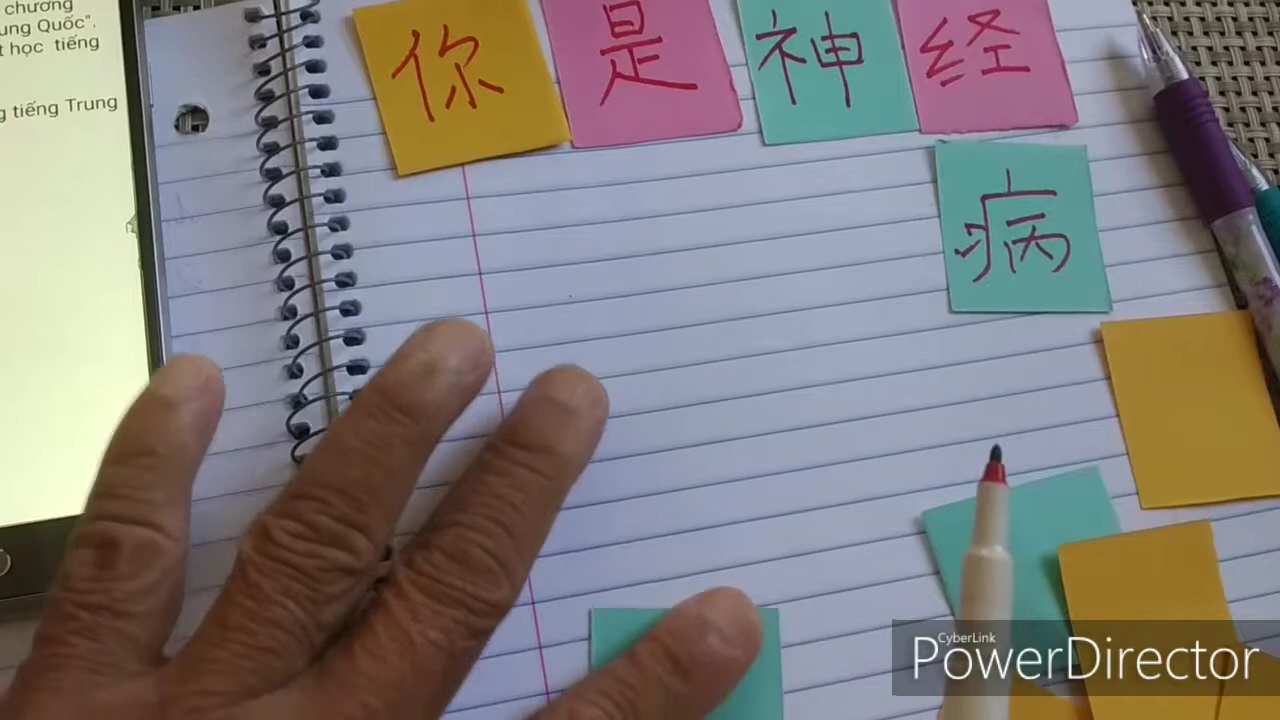 chương
ung Quốc".
t học tiếng
g tiếng Trung
你是神经
病
CyberLink
PowerDirector